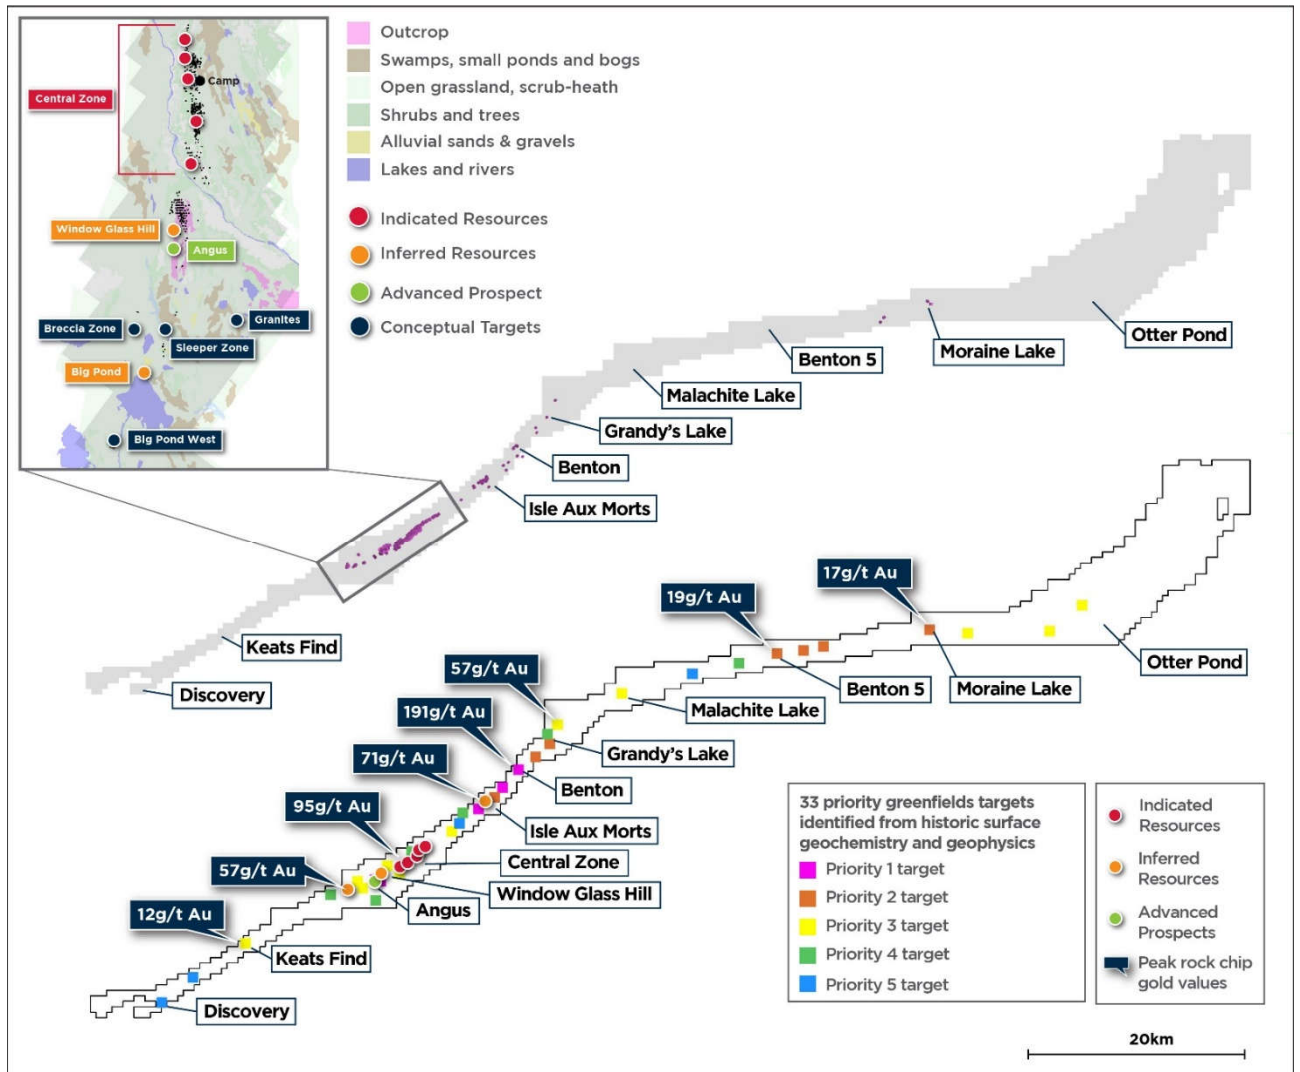 Outcrop
Swamps, small ponds and bogs
Open grassland, scrub-heath
Shrubs and trees
Alluvial sands & gravels
Lakes and rivers
Indicated Resources
Inferred Resources
Advanced Prospect
Conceptual Targets
Camp
Central Zone
Window Glass Hill
Angus
Granites
Breccia Zone
Sleeper Zone
Big Pond
Big Pond West
Otter Pond
Moraine Lake
Benton 5
Malachite Lake
Grandy's Lake
Benton
Isle Aux Morts
Keats Find
Discovery
17g/t Au
19g/t Au
57g/t Au
191g/t Au
71g/t Au
95g/t Au
57g/t Au
12g/t Au
Otter Pond
Moraine Lake
Benton 5
Malachite Lake
Grandy's Lake
Benton
Isle Aux Morts
Central Zone
Window Glass Hill
Angus
Keats Find
Discovery
33 priority greenfields targets
identified from historic surface
geochemistry and geophysics
Priority 1 target
Priority 2 target
Priority 3 target
Priority 4 target
Priority 5 target
Indicated
Resources
Inferred
Resources
Advanced
Prospects
Peak rock chip
gold values
20km